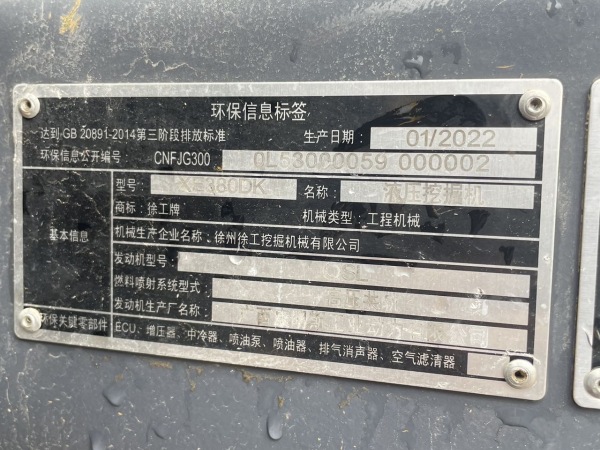 环保信息标签
达到 GB 20891-2014第三阶段排放标准 生产日期： 01/2022
环保信息公开编号： CNFJG300 0L53000059 000002
型号： XE380DK 名称： 液压挖掘机
商标：徐工牌 机械类型：工程机械
基本信息
机械生产企业名称：徐州徐工挖掘机械有限公司
发动机型号：
燃料喷射系统型式：
发动机生产厂名称：
环保关键零部件 ECU、增压器、中冷器、喷油泵、喷油器、排气消声器、空气滤清器